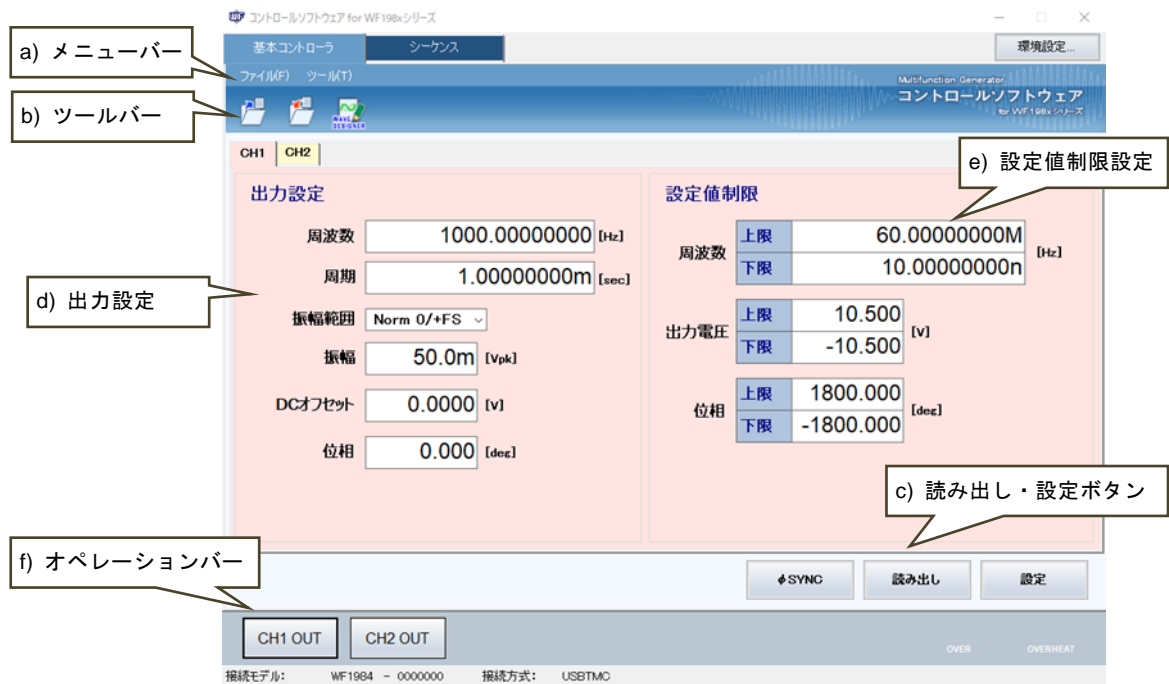 コントロールソフトウェア for WF198xシリーズ
a) メニューバー
基本コントローラ
シーケンス
環境設定...
ファイル(F) ツール(T)
Multifunction Generator
コントロールソフトウェア
for WF198xシリーズ
b) ツールバー
WAVE
DESIGNER
CH1
CH2
e) 設定値制限設定
出力設定
周波数
1000.00000000 [Hz]
周期
1.00000000m [sec]
振幅範囲
Norm 0/+FS
振幅
50.0m [Vpk]
DCオフセット
0.0000 [V]
位相
0.000 [deg]
設定値制限
周波数
上限 60.00000000M
下限 10.00000000n
[Hz]
出力電圧
上限 10.500
下限 -10.500
[V]
位相
上限 1800.000
下限 -1800.000
[deg]
d) 出力設定
c) 読み出し・設定ボタン
f) オペレーションバー
φSYNC
読み出し
設定
CH1 OUT
CH2 OUT
OVER
OVERHEAT
接続モデル: WF1984 - 0000000 接続方式: USBTMC